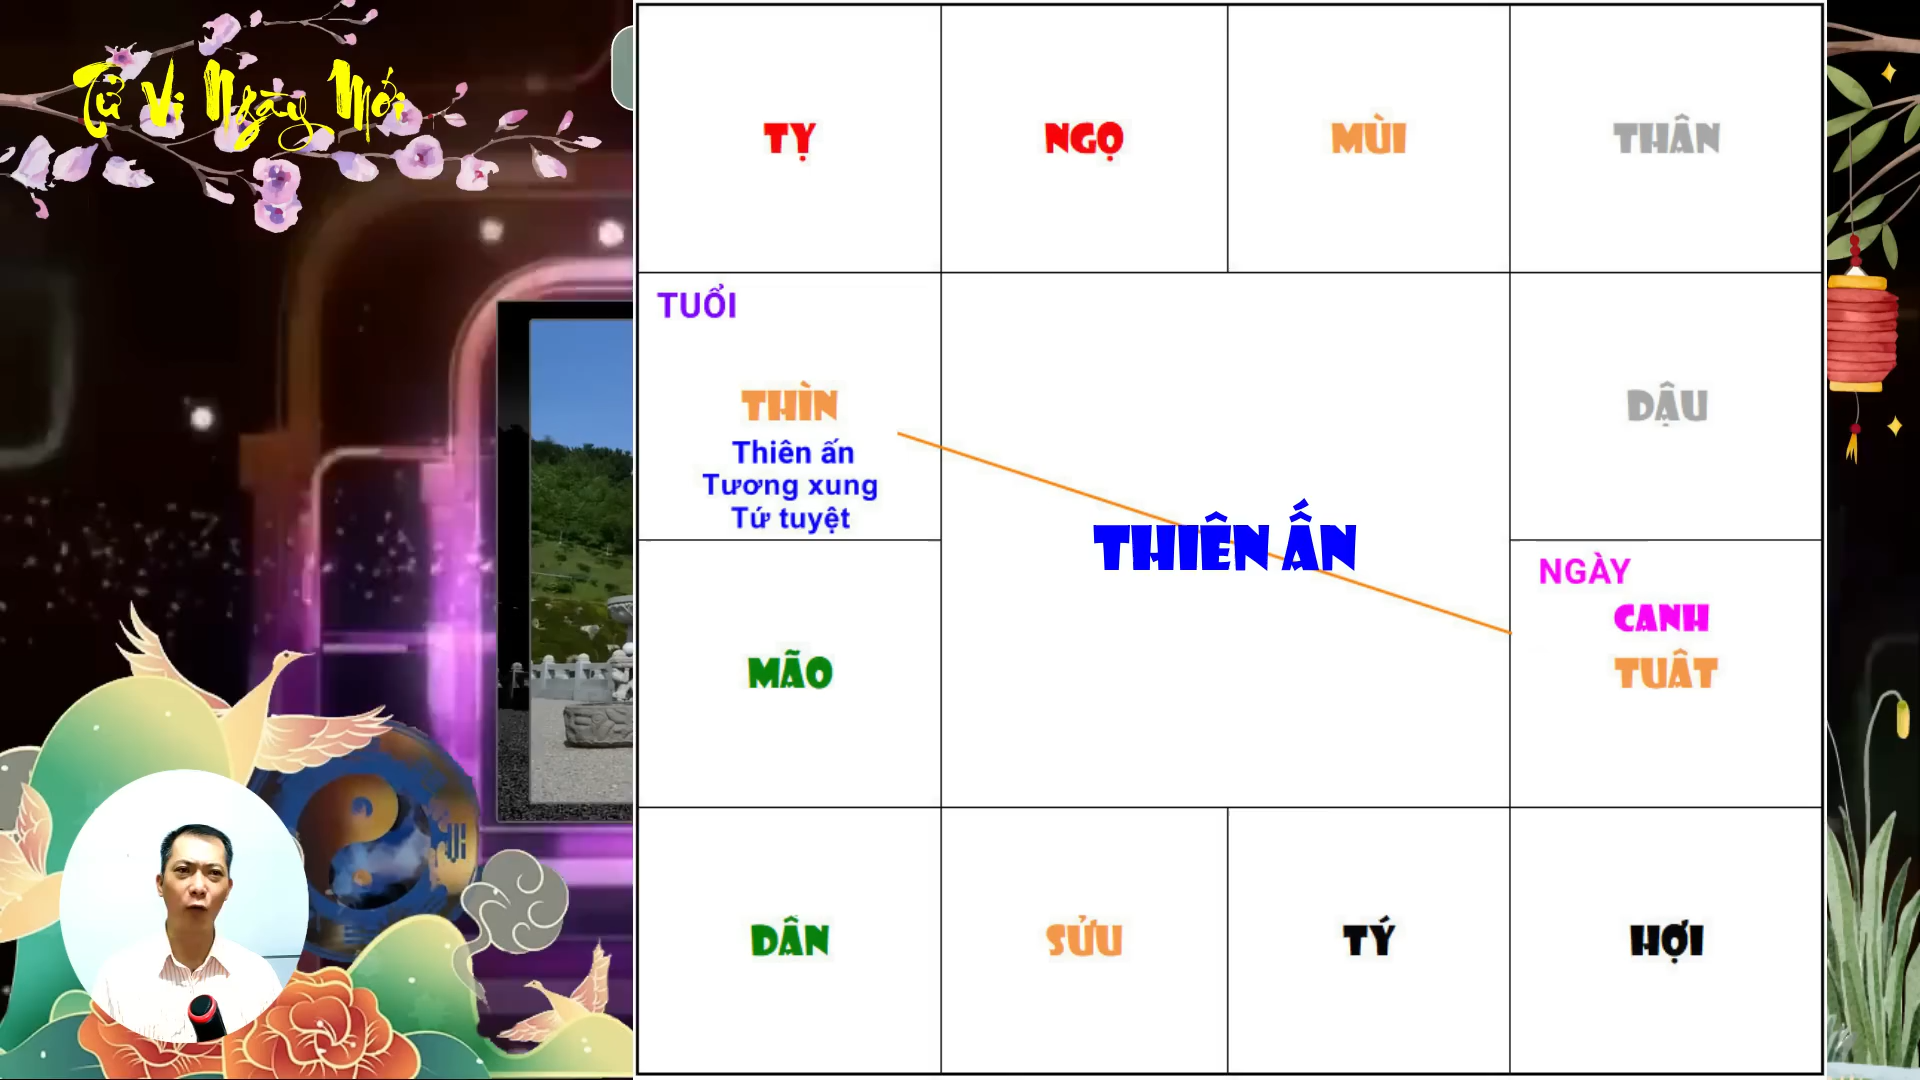 Tử Vi Ngày Mới
TỴ
NGỌ
MÙI
THÂN
TUỔI
THÌN
Thiên ấn
Tương xung
Tứ tuyệt
DẬU
THIÊN ẤN
MÃO
NGÀY
CANH
TUẤT
DẦN
SỬU
TÝ
HỢI